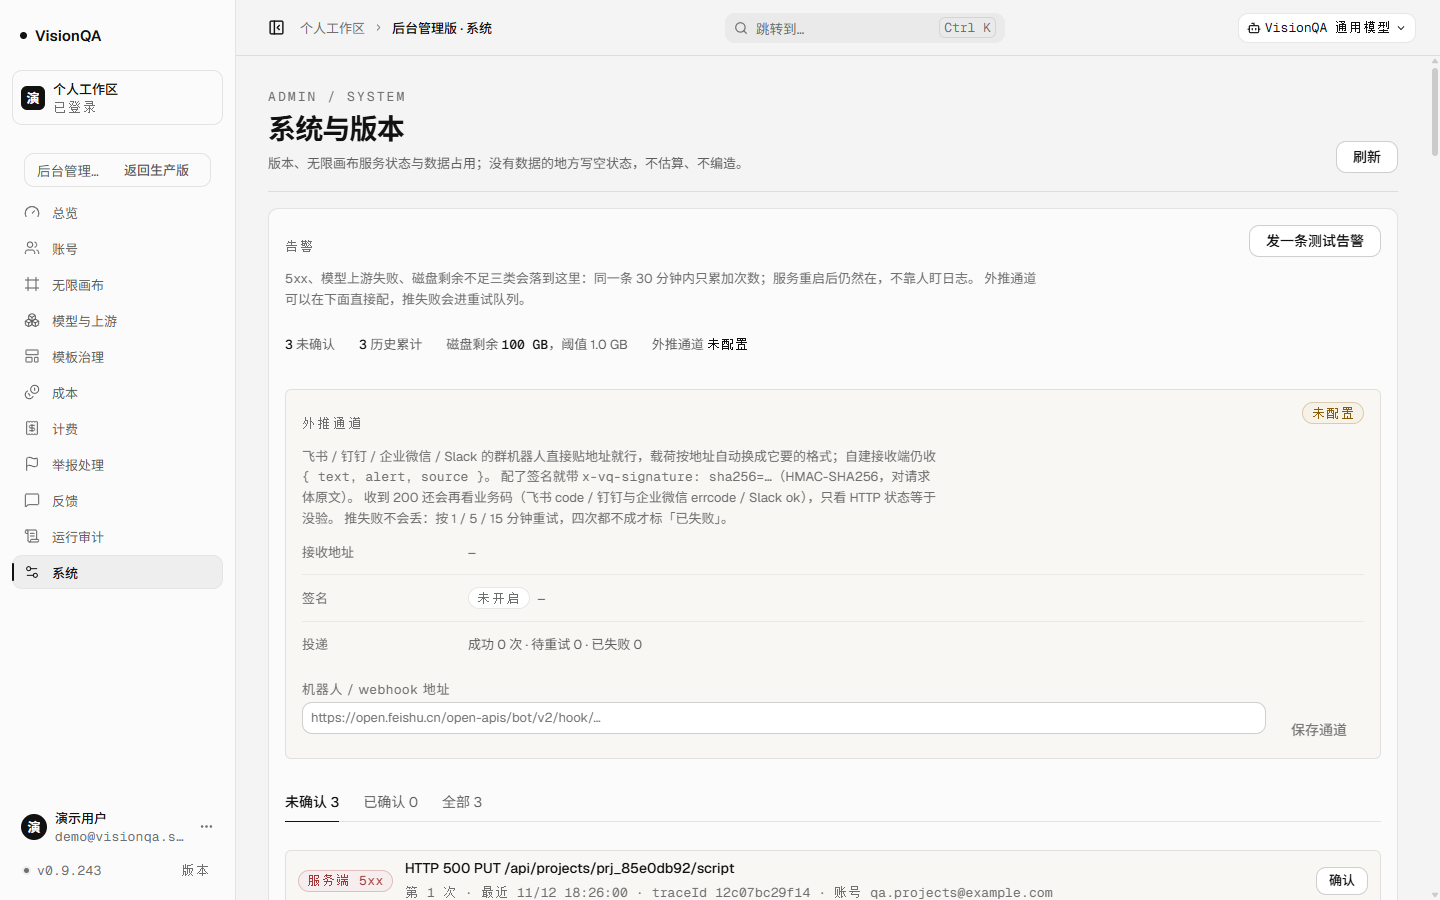 VisionQA
演
个人工作区
已登录
后台管理…
返回生产版
总览
账号
无限画布
模型与上游
模板治理
成本
计费
举报处理
反馈
运行审计
系统
演
演示用户
demo@visionqa.s…
v0.9.243
版本
个人工作区 › 后台管理版 · 系统
跳转到…
Ctrl K
VisionQA 通用模型
ADMIN / SYSTEM
系统与版本
版本、无限画布服务状态与数据占用；没有数据的地方写空状态，不估算、不编造。
刷新
告警
发一条测试告警
5xx、模型上游失败、磁盘剩余不足三类会落到这里：同一条 30 分钟内只累加次数；服务重启后仍然在，不靠人盯日志。 外推通道
可以在下面直接配，推失败会进重试队列。
3 未确认
3 历史累计
磁盘剩余 100 GB，阈值 1.0 GB
外推通道 未配置
外推通道
未配置
飞书 / 钉钉 / 企业微信 / Slack 的群机器人直接贴地址就行，载荷按地址自动换成它要的格式；自建接收端仍收
{ text, alert, source }。 配了签名就带 x-vq-signature: sha256=…（HMAC-SHA256，对请求
体原文）。 收到 200 还会再看业务码（飞书 code / 钉钉与企业微信 errcode / Slack ok），只看 HTTP 状态等于
没验。 推失败不会丢：按 1 / 5 / 15 分钟重试，四次都不成才标「已失败」。
接收地址
–
签名
未开启 –
投递
成功 0 次 · 待重试 0 · 已失败 0
机器人 / webhook 地址
https://open.feishu.cn/open-apis/bot/v2/hook/…
保存通道
未确认 3
已确认 0
全部 3
服务端 5xx
HTTP 500 PUT /api/projects/prj_85e0db92/script
第 1 次 · 最近 11/12 18:26:00 · traceId 12c07bc29f14 · 账号 qa.projects@example.com
确认